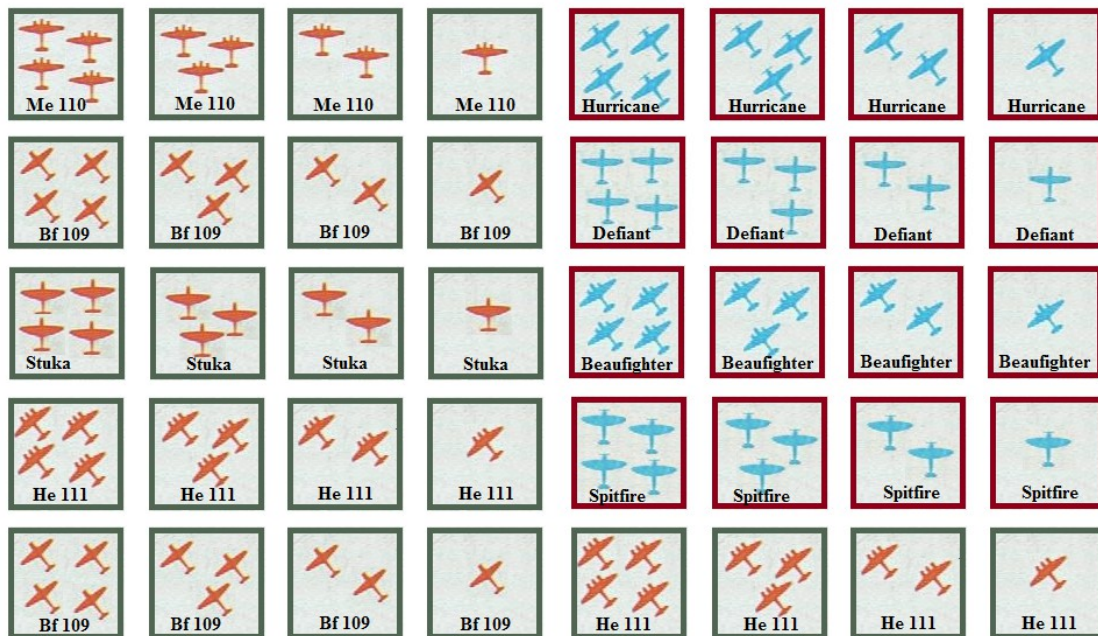 Me 110 Me 110 Me 110 Me 110 Hurricane Hurricane Hurricane Hurricane
Bf 109 Bf 109 Bf 109 Bf 109 Defiant Defiant Defiant Defiant
Stuka Stuka Stuka Stuka Beaufighter Beaufighter Beaufighter Beaufighter
He 111 He 111 He 111 He 111 Spitfire Spitfire Spitfire Spitfire
Bf 109 Bf 109 Bf 109 Bf 109 He 111 He 111 He 111 He 111